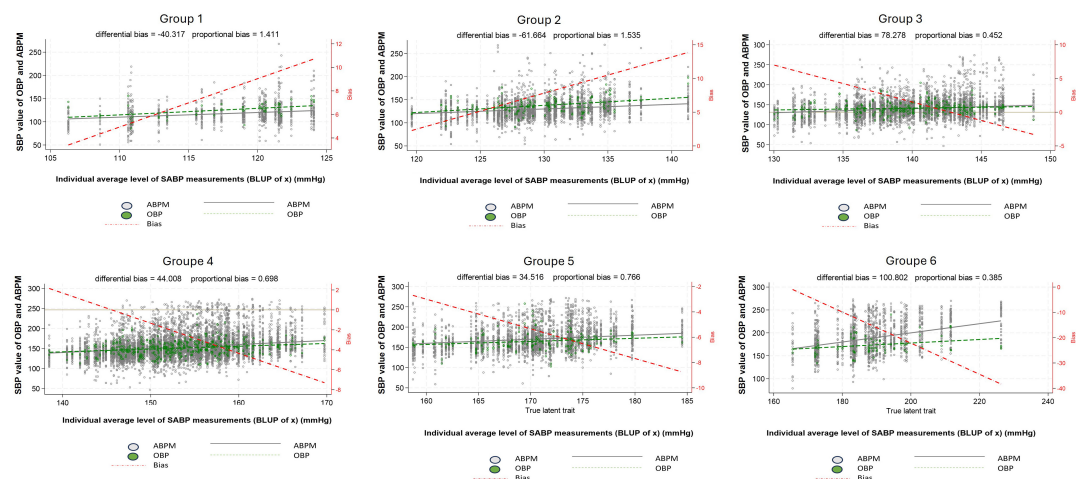 Group 1
differential bias = -40.317 proportional bias = 1.411
SBP value of OBP and ABPM
250
200
150
100
50
12
10
8
6
4
Bias
105
110
115
120
125
Individual average level of SABP measurements (BLUP of x) (mmHg)
ABPM
ABPM
OBP
OBP
Bias
Group 2
differential bias = -61.664 proportional bias = 1.535
SBP value of OBP and ABPM
250
200
150
100
50
15
10
5
0
Bias
120
125
130
135
140
Individual average level of SABP measurements (BLUP of x) (mmHg)
ABPM
ABPM
OBP
OBP
Bias
Group 3
differential bias = 78.278 proportional bias = 0.452
SBP value of OBP and ABPM
300
250
200
150
100
50
10
5
0
-5
Bias
130
135
140
145
150
Individual average level of SABP measurements (BLUP of x) (mmHg)
ABPM
ABPM
OBP
OBP
Bias
Groupe 4
differential bias = 44.008 proportional bias = 0.698
SBP value of OBP and ABPM
300
250
200
150
100
50
2
0
-2
-4
-6
-8
Bias
140
150
160
170
Individual average level of SABP measurements (BLUP of x) (mmHg)
ABPM
ABPM
OBP
OBP
Bias
Groupe 5
differential bias = 34.516 proportional bias = 0.766
SBP value of OBP and ABPM
300
250
200
150
100
50
-2
-4
-6
-8
-10
Bias
160
165
170
175
180
185
True latent trait
Individual average level of SABP measurements (BLUP of x) (mmHg)
ABPM
ABPM
OBP
OBP
Bias
Groupe 6
differential bias = 100.802 proportional bias = 0.385
SBP value of OBP and ABPM
300
250
200
150
100
0
-10
-20
-30
-40
Bias
160
180
200
220
240
True latent trait
Individual average level of SABP measurements (BLUP of x) (mmHg)
ABPM
ABPM
OBP
OBP
Bias